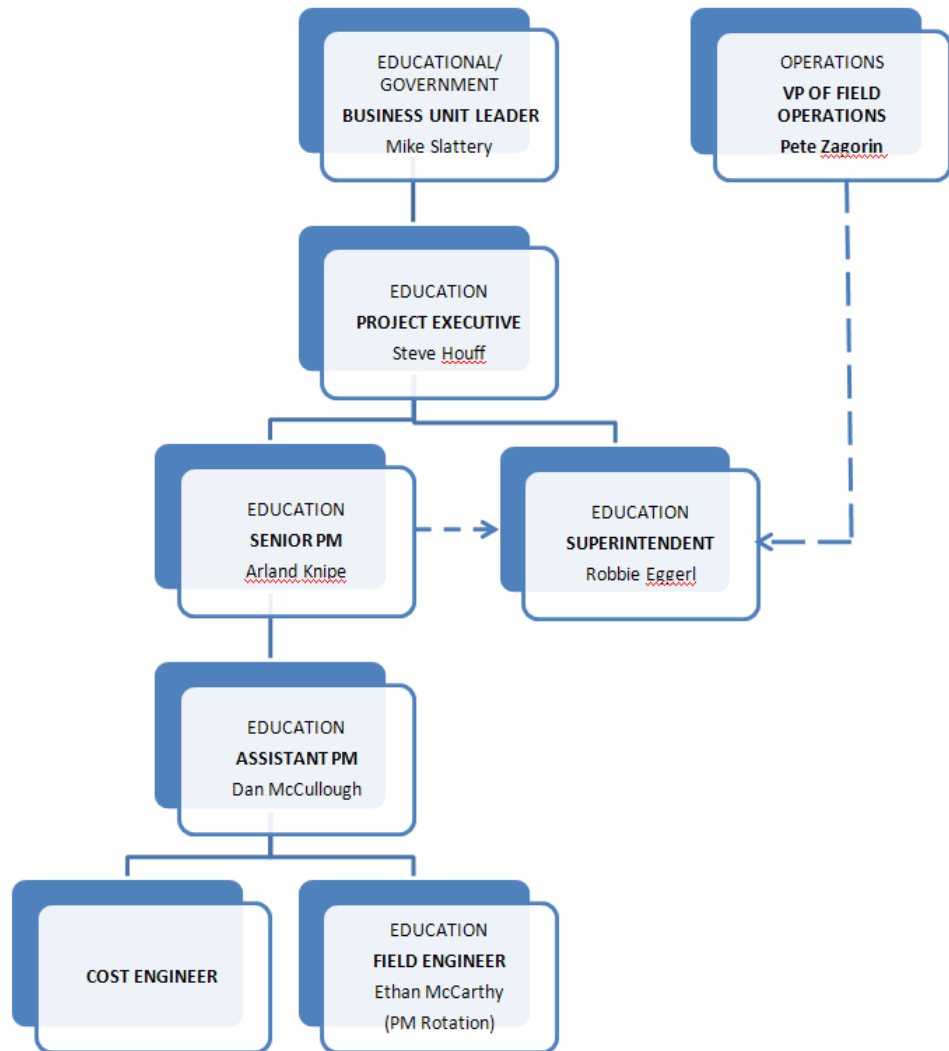 EDUCATIONAL/
GOVERNMENT
BUSINESS UNIT LEADER
Mike Slattery
OPERATIONS
VP OF FIELD
OPERATIONS
Pete Zagorin
EDUCATION
PROJECT EXECUTIVE
Steve Houff
EDUCATION
SENIOR PM
Arland Knipe
EDUCATION
SUPERINTENDENT
Robbie Eggerl
EDUCATION
ASSISTANT PM
Dan McCullough
COST ENGINEER
EDUCATION
FIELD ENGINEER
Ethan McCarthy
(PM Rotation)